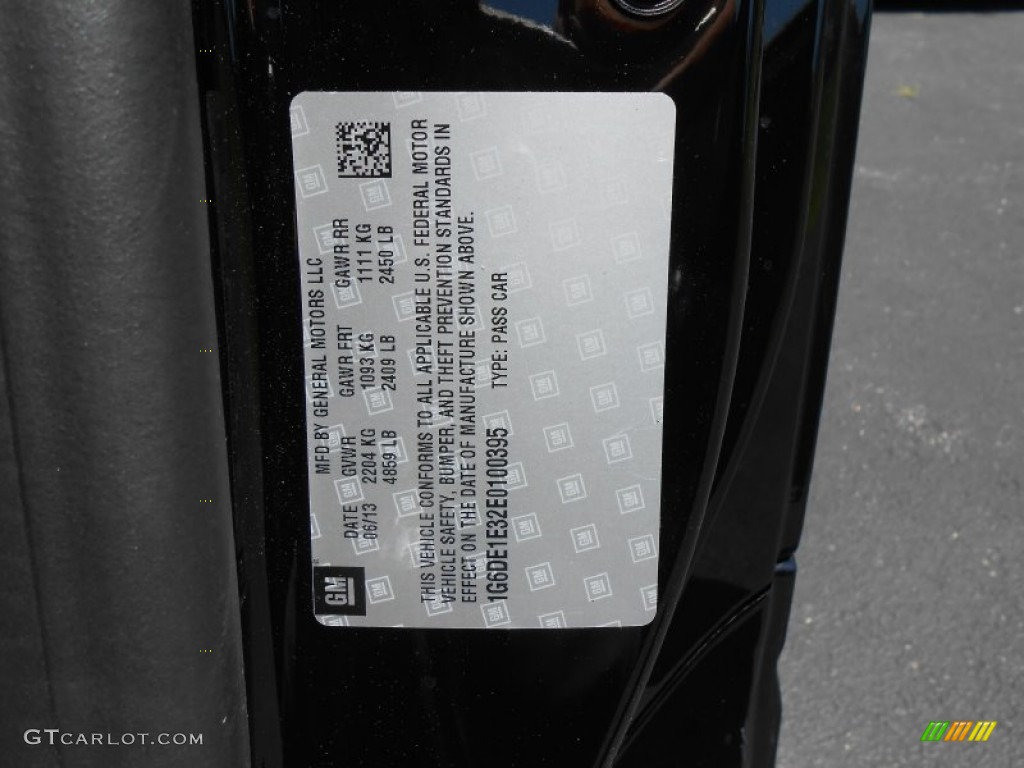 MFD BY GENERAL MOTORS LLC
DATE GVWR GAWR FRT GAWR RR
06/13 2204 KG 1093 KG 1111 KG
4859 LB 2409 LB 2450 LB
THIS VEHICLE CONFORMS TO ALL APPLICABLE U.S. FEDERAL MOTOR
VEHICLE SAFETY, BUMPER, AND THEFT PREVENTION STANDARDS IN
EFFECT ON THE DATE OF MANUFACTURE SHOWN ABOVE.
1G6DE1E32E0100395 TYPE: PASS CAR
GM
GTCARLOT.COM